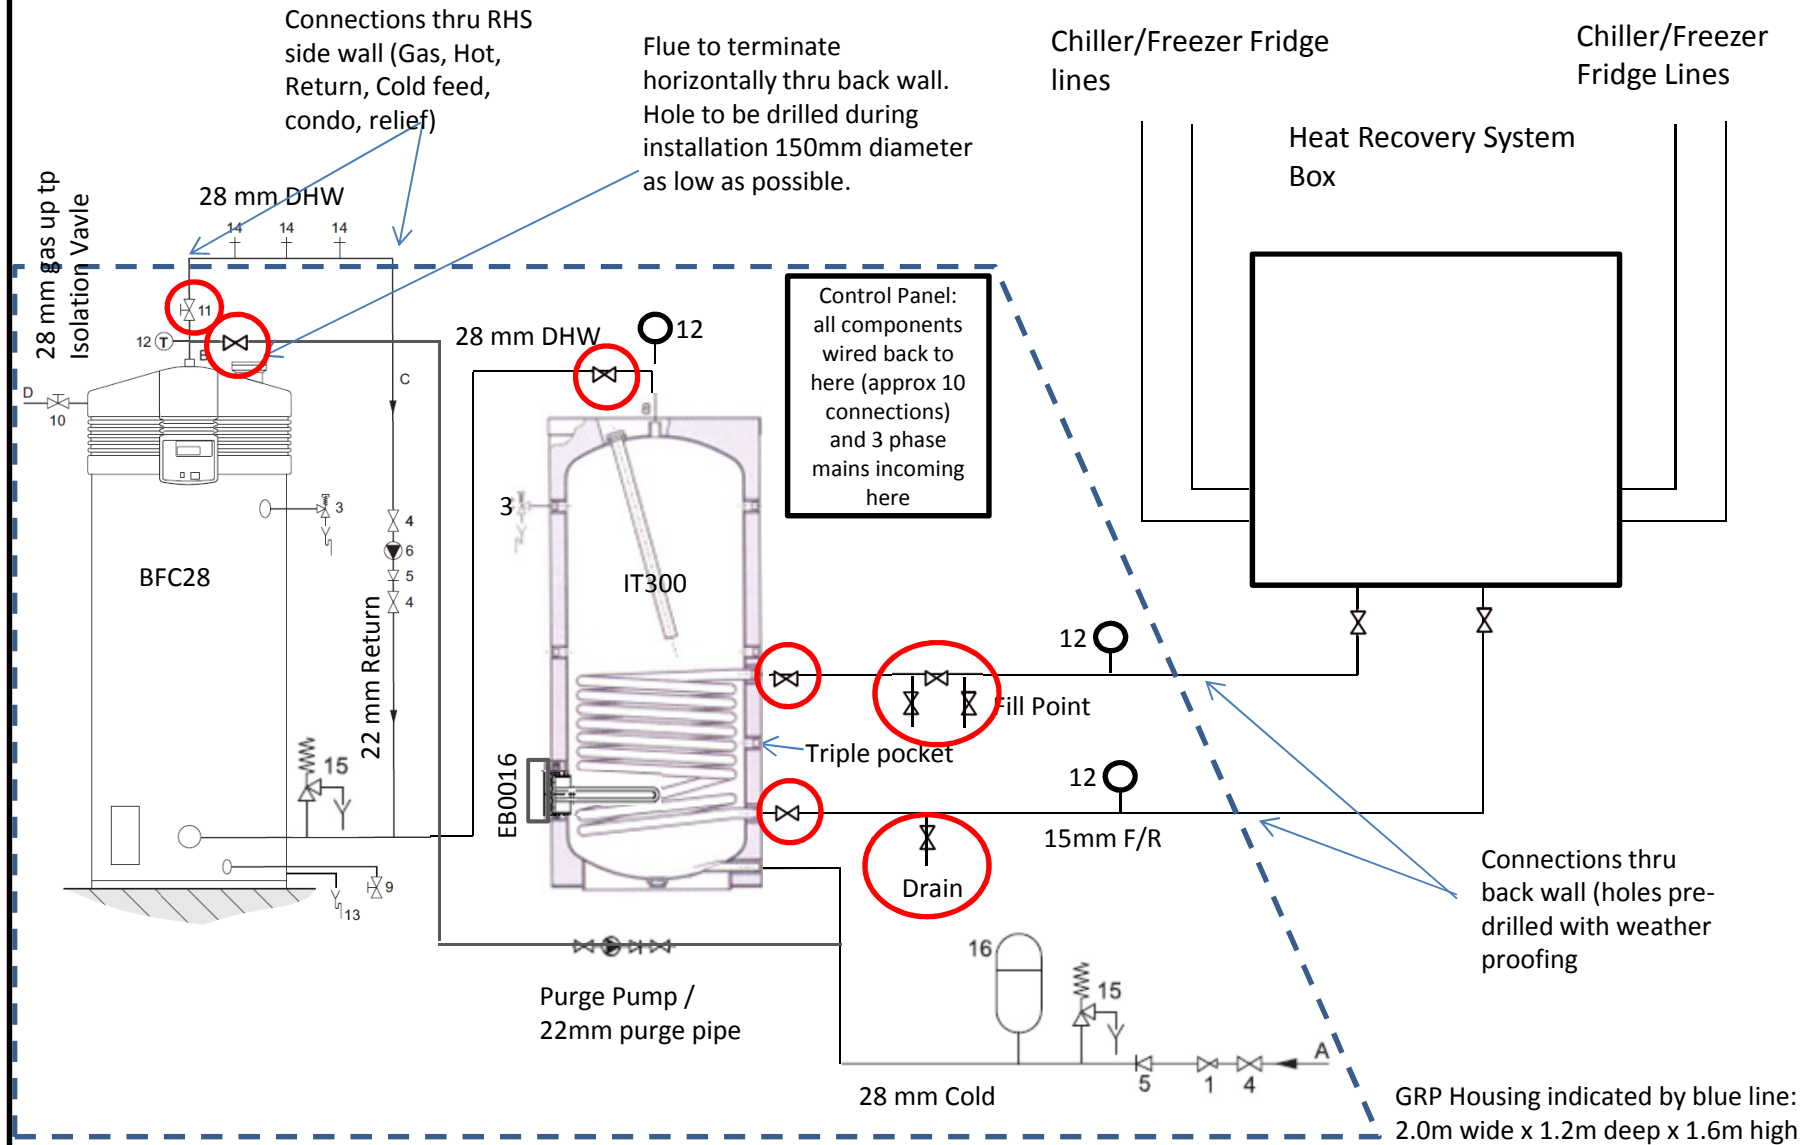 Connections thru RHS
side wall (Gas, Hot,
Return, Cold feed,
condo, relief)
Flue to terminate
horizontally thru back wall.
Hole to be drilled during
installation 150mm diameter
as low as possible.
Chiller/Freezer Fridge
lines
Chiller/Freezer
Fridge Lines
Heat Recovery System
Box
28 mm gas up tp
Isolation Vavle
28 mm DHW
14
14
14
11
12
T
B
C
D
10
3
4
6
5
4
BFC28
22 mm Return
15
9
13
28 mm DHW
12
8
3
IT300
EB0016
Control Panel:
all components
wired back to
here (approx 10
connections)
and 3 phase
mains incoming
here
12
Fill Point
Triple pocket
12
15mm F/R
Drain
Connections thru
back wall (holes pre-
drilled with weather
proofing
Purge Pump /
22mm purge pipe
16
15
A
5
1
4
28 mm Cold
GRP Housing indicated by blue line:
2.0m wide x 1.2m deep x 1.6m high